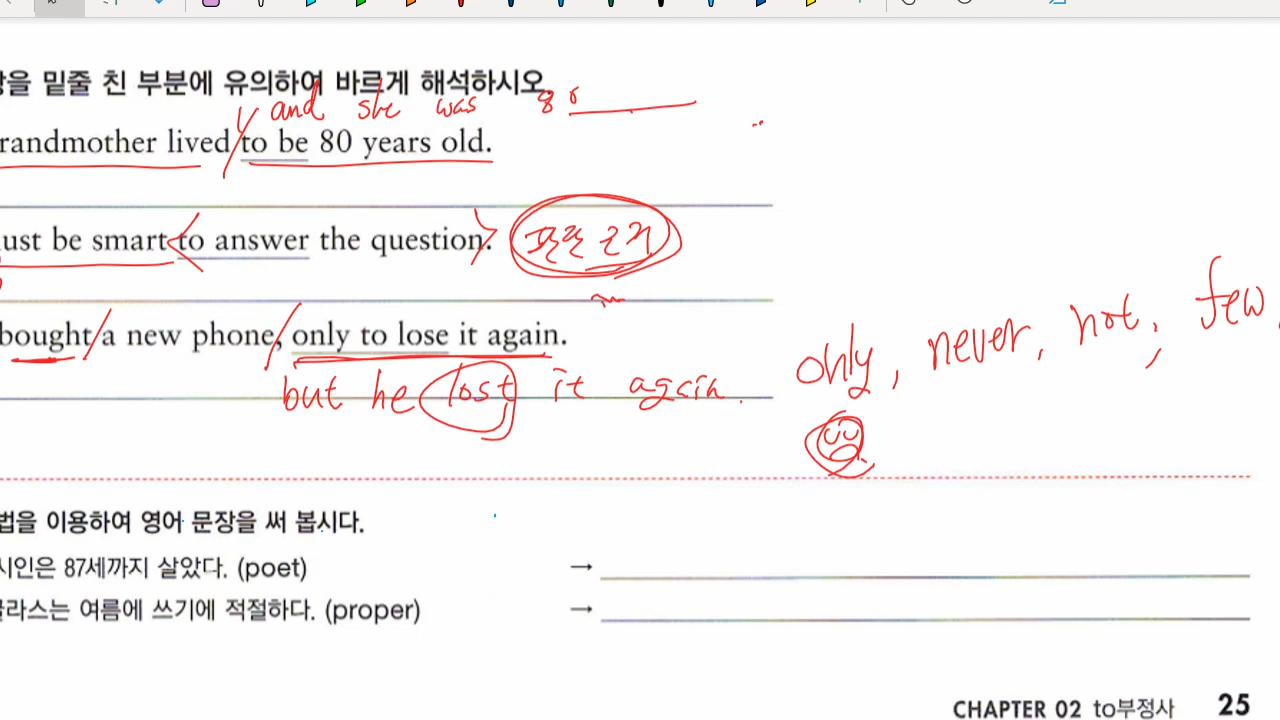 장을 밑줄 친 부분에 유의하여 바르게 해석하시오.
and she was 80
randmother lived to be 80 years old.
ust be smart to answer the question. 판단 근거
bought a new phone, only to lose it again.
only, never, not, few,
but he lost it again.
법을 이용하여 영어 문장을 써 봅시다.
시인은 87세까지 살았다. (poet) →
글라스는 여름에 쓰기에 적절하다. (proper) →
CHAPTER 02 to부정사 25